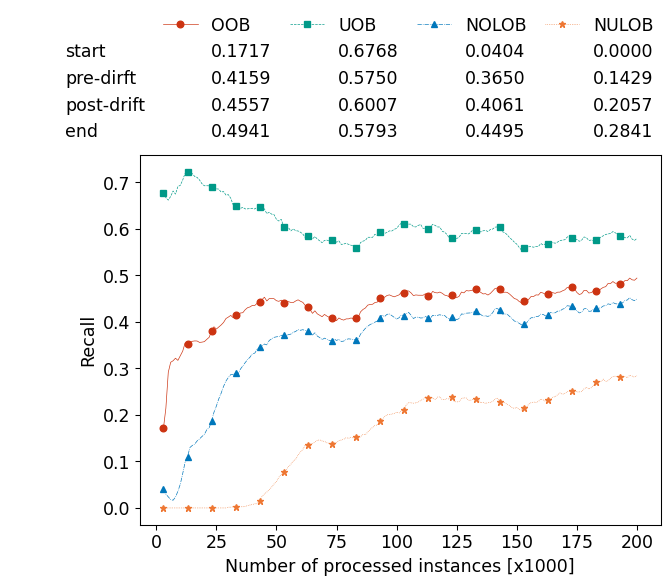 OOB UOB NOLOB NULOB
start 0.1717 0.6768 0.0404 0.0000
pre-dirft 0.4159 0.5750 0.3650 0.1429
post-drift 0.4557 0.6007 0.4061 0.2057
end 0.4941 0.5793 0.4495 0.2841
0.7
0.6
0.5
0.4
0.3
0.2
0.1
0.0
Recall
0 25 50 75 100 125 150 175 200
Number of processed instances [x1000]